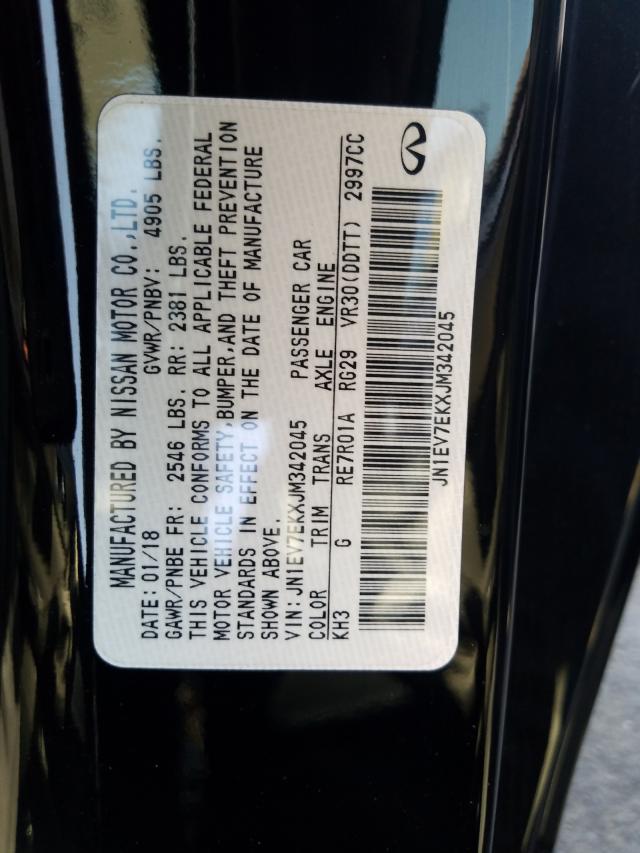 MANUFACTURED BY NISSAN MOTOR CO.,LTD.
DATE: 01/18 GVWR/PNBV: 4905 LBS.
GAWR/PNBE FR: 2546 LBS. RR: 2381 LBS.
THIS VEHICLE CONFORMS TO ALL APPLICABLE FEDERAL
MOTOR VEHICLE SAFETY,BUMPER,AND THEFT PREVENTION
STANDARDS IN EFFECT ON THE DATE OF MANUFACTURE
SHOWN ABOVE.
VIN: JN1EV7EKXJM342045 PASSENGER CAR
COLOR TRIM TRANS AXLE ENGINE
KH3 G RE7R01A RG29 VR30(DDTT) 2997CC
JN1EV7EKXJM342045